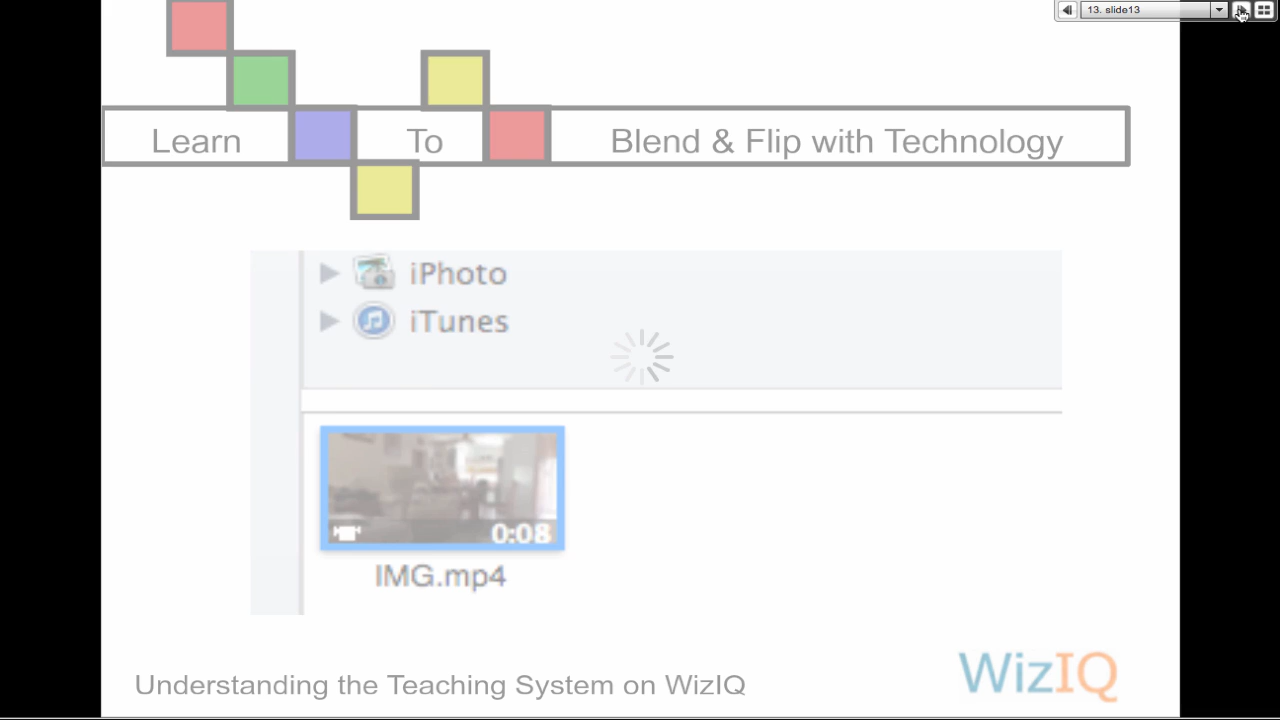 13. slide13
Learn To Blend & Flip with Technology
iPhoto
iTunes
0:08
IMG.mp4
Understanding the Teaching System on WizIQ
WizIQ